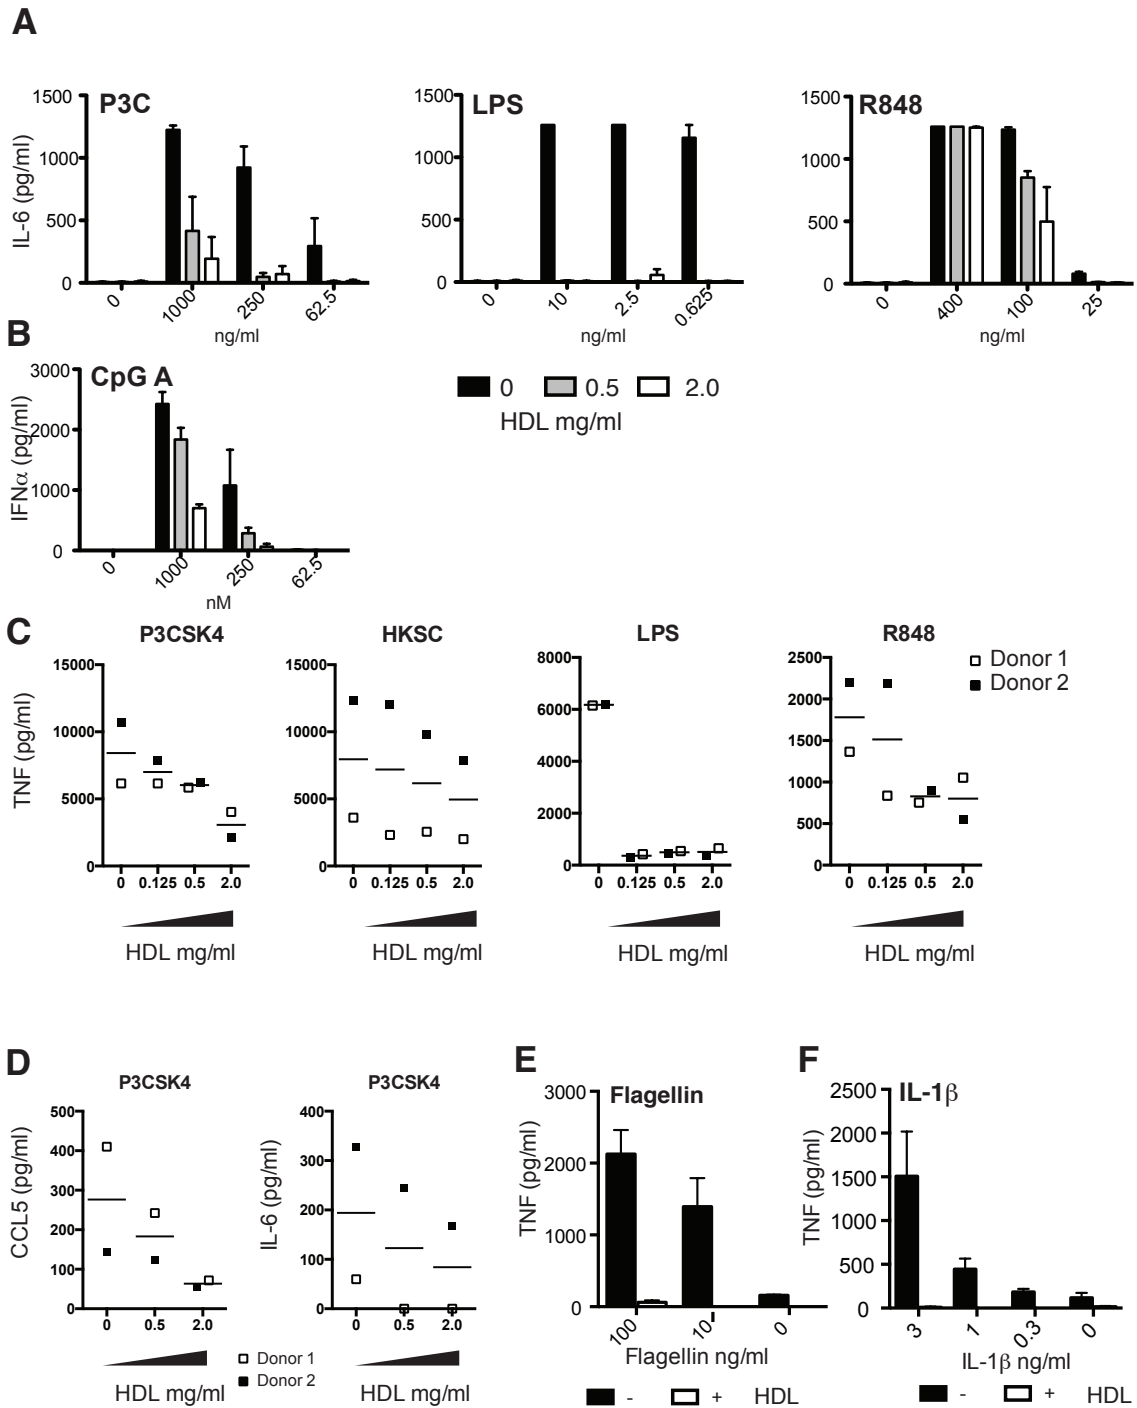 A
P3C
LPS
R848
IL-6 (pg/ml)
1500
1000
500
0
0
1000
250
62.5
ng/ml
1500
1000
500
0
0
10
2.5
0.625
ng/ml
1500
1000
500
0
0
400
100
25
ng/ml
B
CpG A
IFNα (pg/ml)
3000
2000
1000
0
0
1000
250
62.5
nM
0
0.5
2.0
HDL mg/ml
C
P3CSK4
HKSC
LPS
R848
Donor 1
Donor 2
TNF (pg/ml)
15000
10000
5000
0
0
0.125
0.5
2.0
HDL mg/ml
15000
10000
5000
0
0
0.125
0.5
2.0
HDL mg/ml
8000
6000
4000
2000
0
0
0.125
0.5
2.0
HDL mg/ml
2500
2000
1500
1000
500
0
0
0.125
0.5
2.0
HDL mg/ml
D
P3CSK4
CCL5 (pg/ml)
500
400
300
200
100
0
0
0.5
2.0
HDL mg/ml
P3CSK4
IL-6 (pg/ml)
400
300
200
100
0
0
0.5
2.0
HDL mg/ml
Donor 1
Donor 2
E
Flagellin
TNF (pg/ml)
3000
2000
1000
0
100
10
0
Flagellin ng/ml
-
+
HDL
F
IL-1β
TNF (pg/ml)
2500
2000
1500
1000
500
0
3
1
0.3
0
IL-1β ng/ml
-
+
HDL